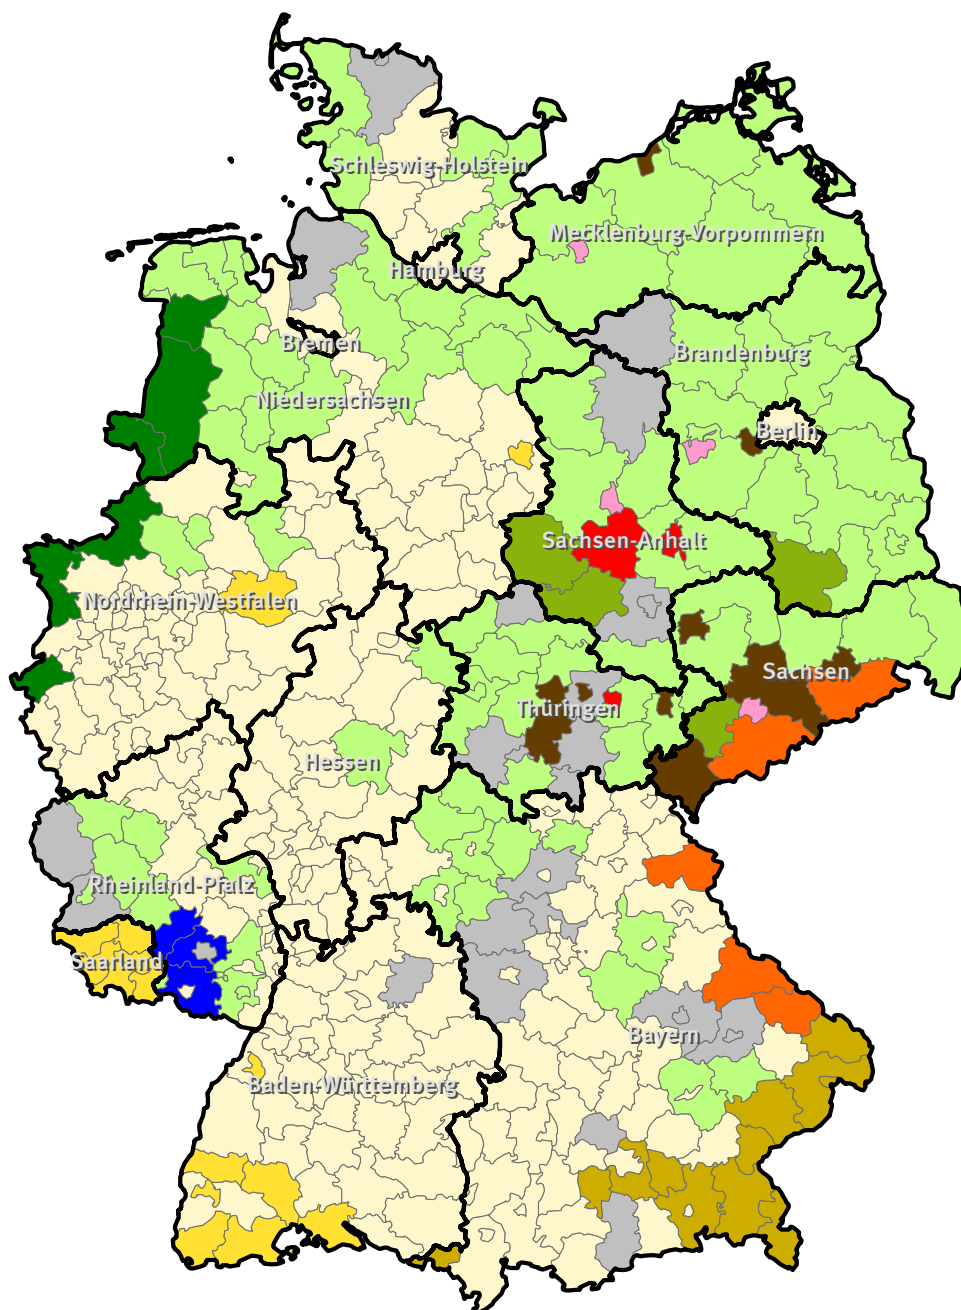 Schleswig-Holstein
Mecklenburg-Vorpommern
Hamburg
Bremen
Brandenburg
Niedersachsen
Berlin
Sachsen-Anhalt
Nordrhein-Westfalen
Sachsen
Thüringen
Hessen
Rheinland-Pfalz
Saarland
Bayern
Baden-Württemberg